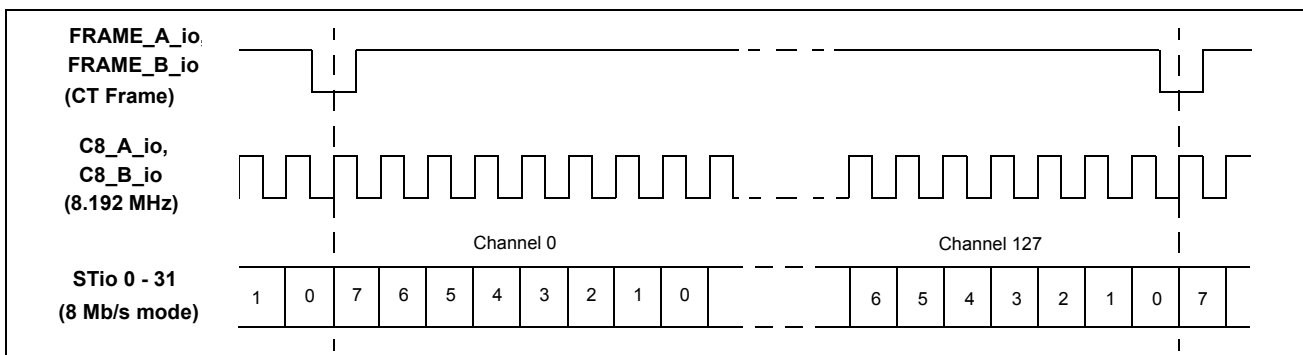 FRAME_A_io,
FRAME_B_io
(CT Frame)
C8_A_io,
C8_B_io
(8.192 MHz)
Channel 0
Channel 127
STio 0 - 31
(8 Mb/s mode)
1 0 7 6 5 4 3 2 1 0
6 5 4 3 2 1 0 7